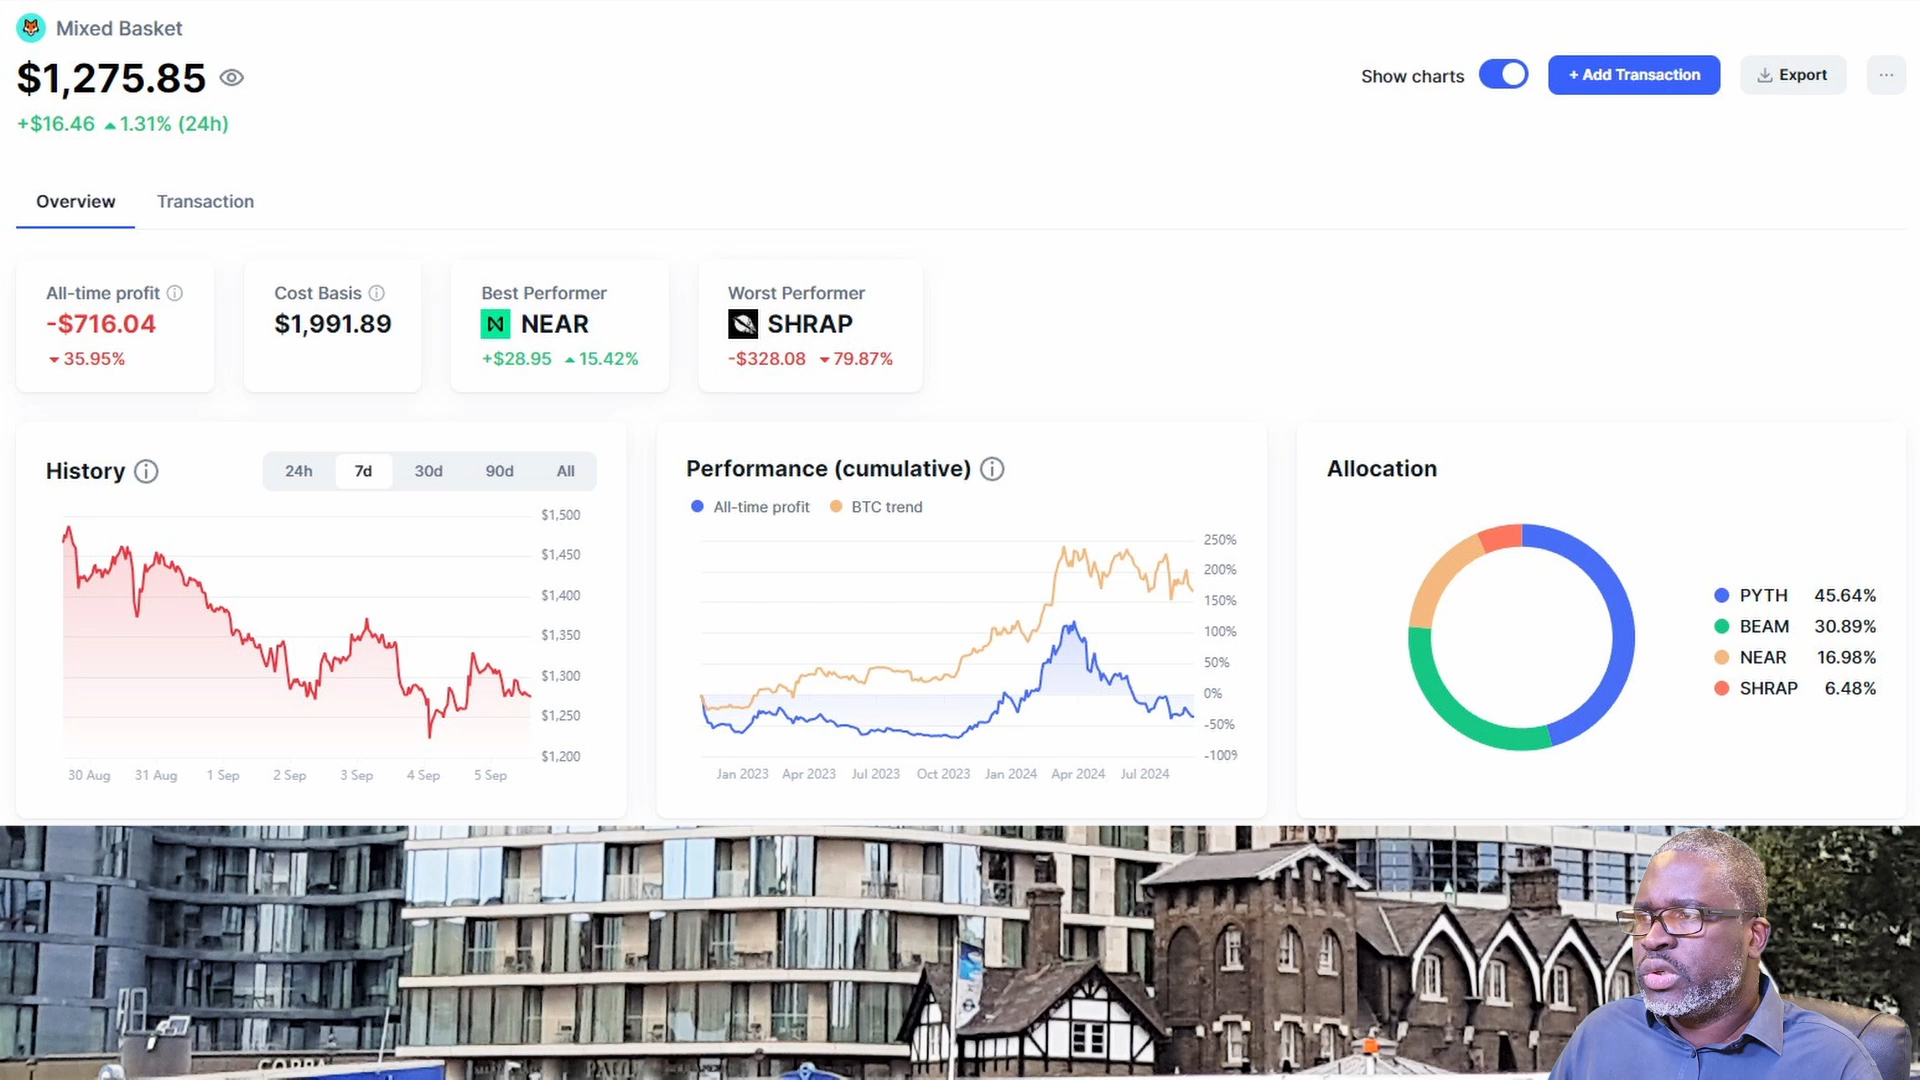 Mixed Basket
$1,275.85
+$16.46 1.31% (24h)
Show charts
+ Add Transaction
Export
Overview
Transaction
All-time profit
-$716.04
35.95%
Cost Basis
$1,991.89
Best Performer
NEAR
+$28.95 15.42%
Worst Performer
SHRAP
-$328.08 79.87%
History
24h 7d 30d 90d All
$1,500
$1,450
$1,400
$1,350
$1,300
$1,250
$1,200
30 Aug 31 Aug 1 Sep 2 Sep 3 Sep 4 Sep 5 Sep
Performance (cumulative)
All-time profit BTC trend
250%
200%
150%
100%
50%
0%
-50%
-100%
Jan 2023 Apr 2023 Jul 2023 Oct 2023 Jan 2024 Apr 2024 Jul 2024
Allocation
PYTH 45.64%
BEAM 30.89%
NEAR 16.98%
SHRAP 6.48%